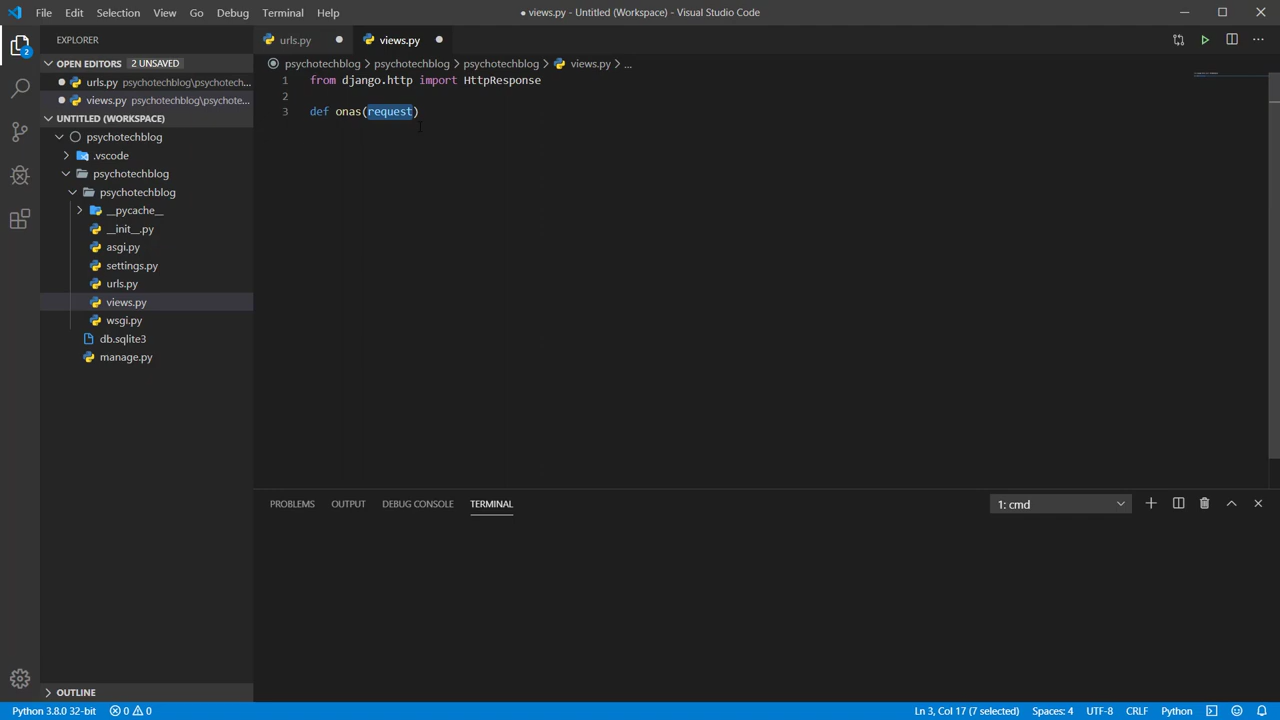 File Edit Selection View Go Debug Terminal Help
● views.py - Untitled (Workspace) - Visual Studio Code
EXPLORER
OPEN EDITORS 2 UNSAVED
urls.py psychotechblog\psychotech...
views.py psychotechblog\psychote...
UNTITLED (WORKSPACE)
psychotechblog
.vscode
psychotechblog
psychotechblog
__pycache__
__init__.py
asgi.py
settings.py
urls.py
views.py
wsgi.py
db.sqlite3
manage.py
OUTLINE
2
urls.py
views.py
psychotechblog > psychotechblog > psychotechblog > views.py > ...
1 from django.http import HttpResponse
2
3 def onas(request)
PROBLEMS OUTPUT DEBUG CONSOLE TERMINAL
1: cmd
Python 3.8.0 32-bit 0 0
Ln 3, Col 17 (7 selected) Spaces: 4 UTF-8 CRLF Python